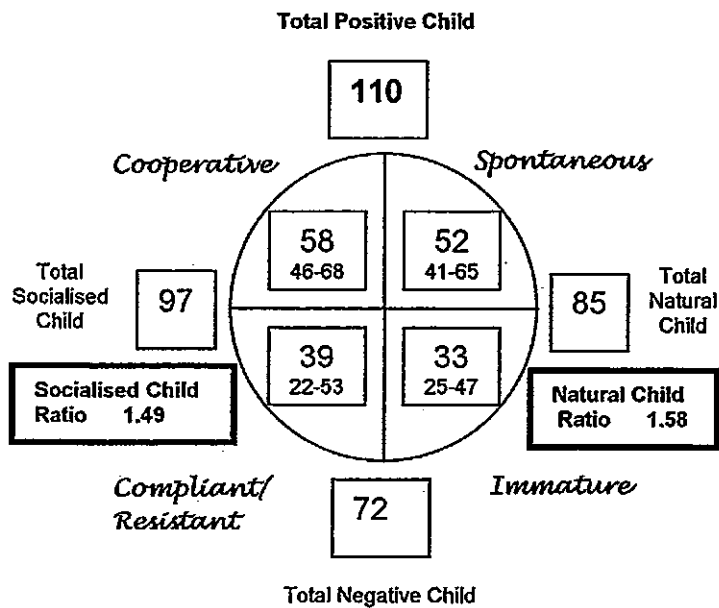 Total Positive Child
110
Cooperative
Spontaneous
58
46-68
52
41-65
Total
Socialised
Child
97
85
Total
Natural
Child
39
22-53
33
25-47
Socialised Child
Ratio 1.49
Natural Child
Ratio 1.58
Compliant/
Resistant
72
Immature
Total Negative Child